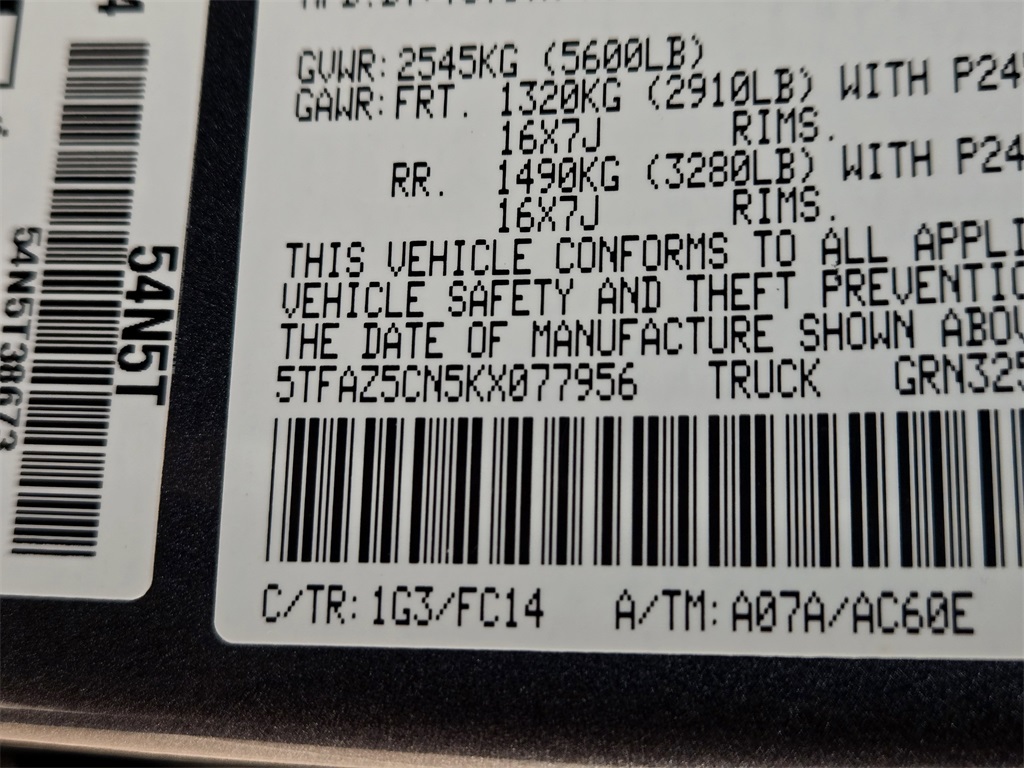 GVWR: 2545KG (5600LB)
GAWR: FRT. 1320KG (2910LB) WITH P24
16X7J RIMS.
RR. 1490KG (3280LB) WITH P24
16X7J RIMS.
THIS VEHICLE CONFORMS TO ALL APPLI
VEHICLE SAFETY AND THEFT PREVENTIO
THE DATE OF MANUFACTURE SHOWN ABOV
5TFAZ5CN5KX077956 TRUCK GRN325
C/TR: 1G3/FC14 A/TM: A07A/AC60E
54N5T
54N5T38673